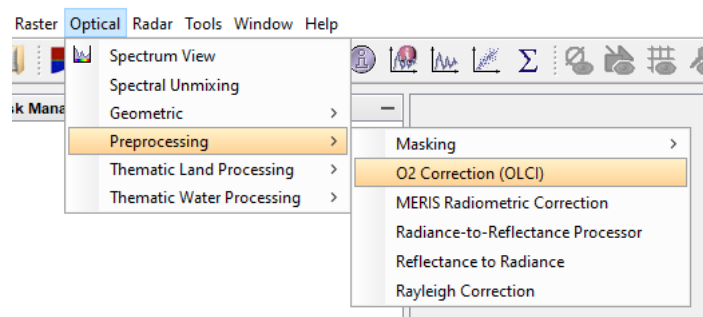 Raster Optical Radar Tools Window Help
Spectrum View
Spectral Unmixing
Geometric
Preprocessing
Thematic Land Processing
Thematic Water Processing
Masking
O2 Correction (OLCI)
MERIS Radiometric Correction
Radiance-to-Reflectance Processor
Reflectance to Radiance
Rayleigh Correction